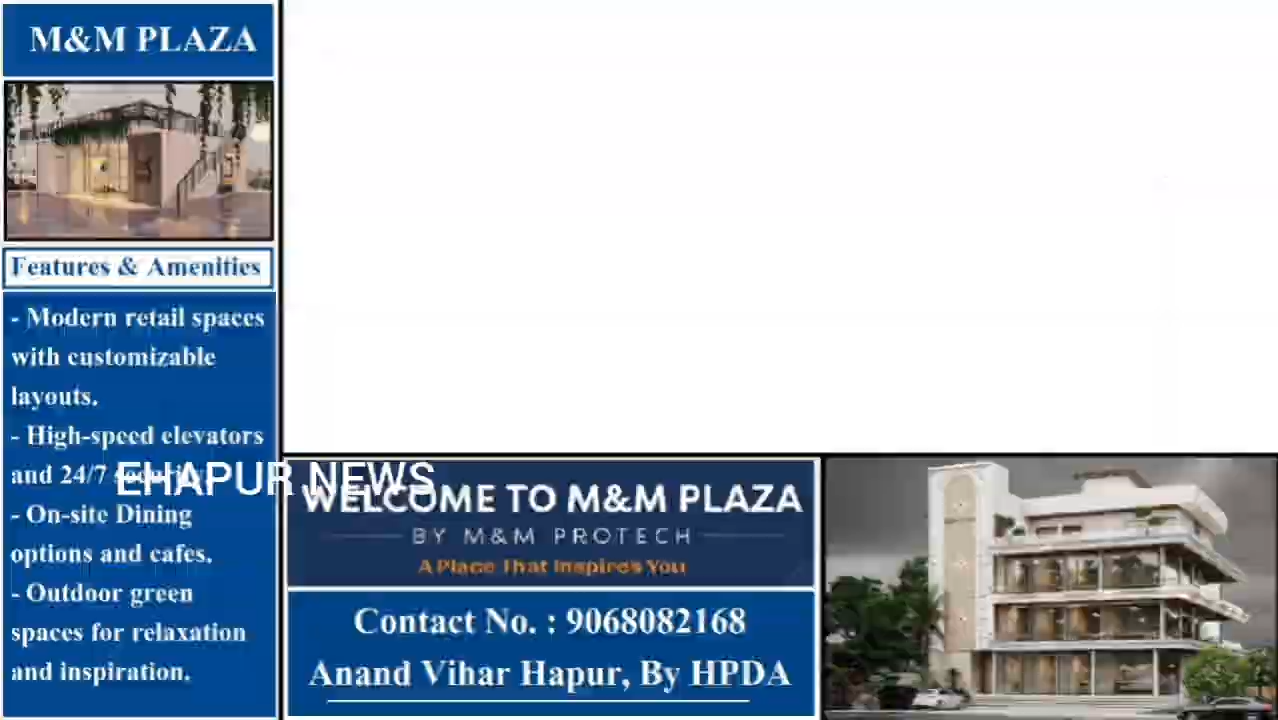 M&M PLAZA
Features & Amenities
- Modern retail spaces
with customizable
layouts.
- High-speed elevators
and 24/7 security.
- On-site Dining
options and cafes.
- Outdoor green
spaces for relaxation
and inspiration.
EHAPUR NEWS
WELCOME TO M&M PLAZA
BY M&M PROTECH
A Place That Inspires You
Contact No. : 9068082168
Anand Vihar Hapur, By HPDA